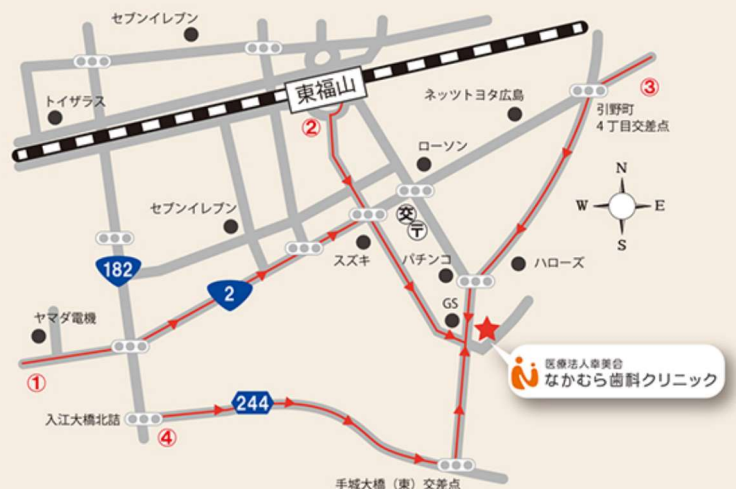 セブンイレブン
トイザラス
東福山
②
ネッツトヨタ広島
③
引野町
4丁目交差点
ローソン
N
W E
S
セブンイレブン
交
〒
スズキ
パチンコ
ハローズ
182
2
GS
ヤマダ電機
①
医療法人幸美会
なかむら歯科クリニック
244
入江大橋北詰
④
手城大橋（東）交差点